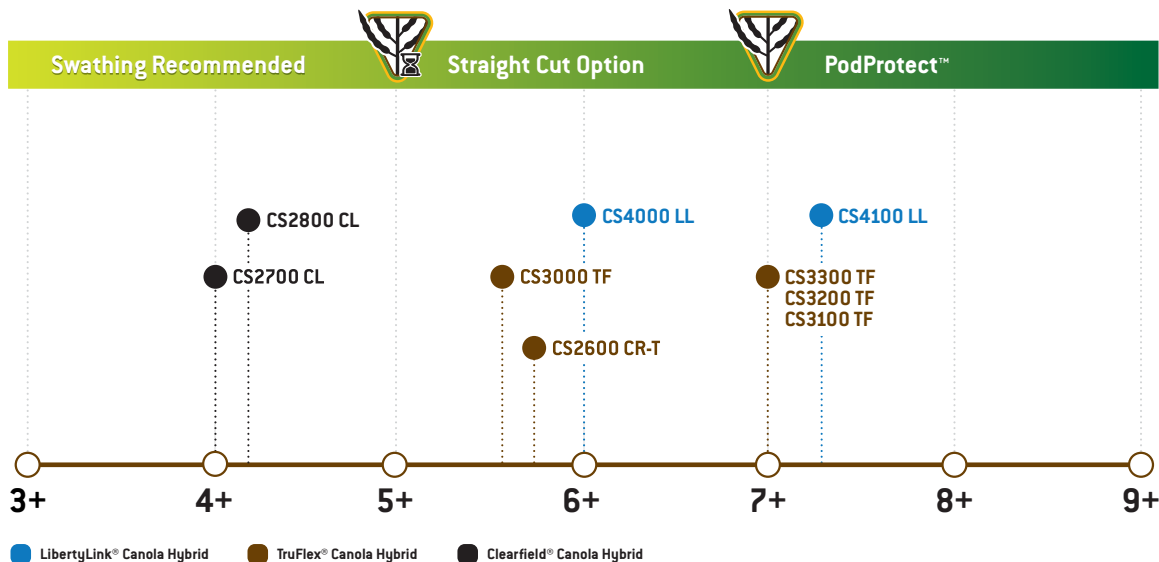 Swathing Recommended
Straight Cut Option
PodProtect™
CS2800 CL
CS4000 LL
CS4100 LL
CS2700 CL
CS3000 TF
CS3300 TF
CS3200 TF
CS3100 TF
CS2600 CR-T
3+
4+
5+
6+
7+
8+
9+
LibertyLink® Canola Hybrid
TruFlex® Canola Hybrid
Clearfield® Canola Hybrid